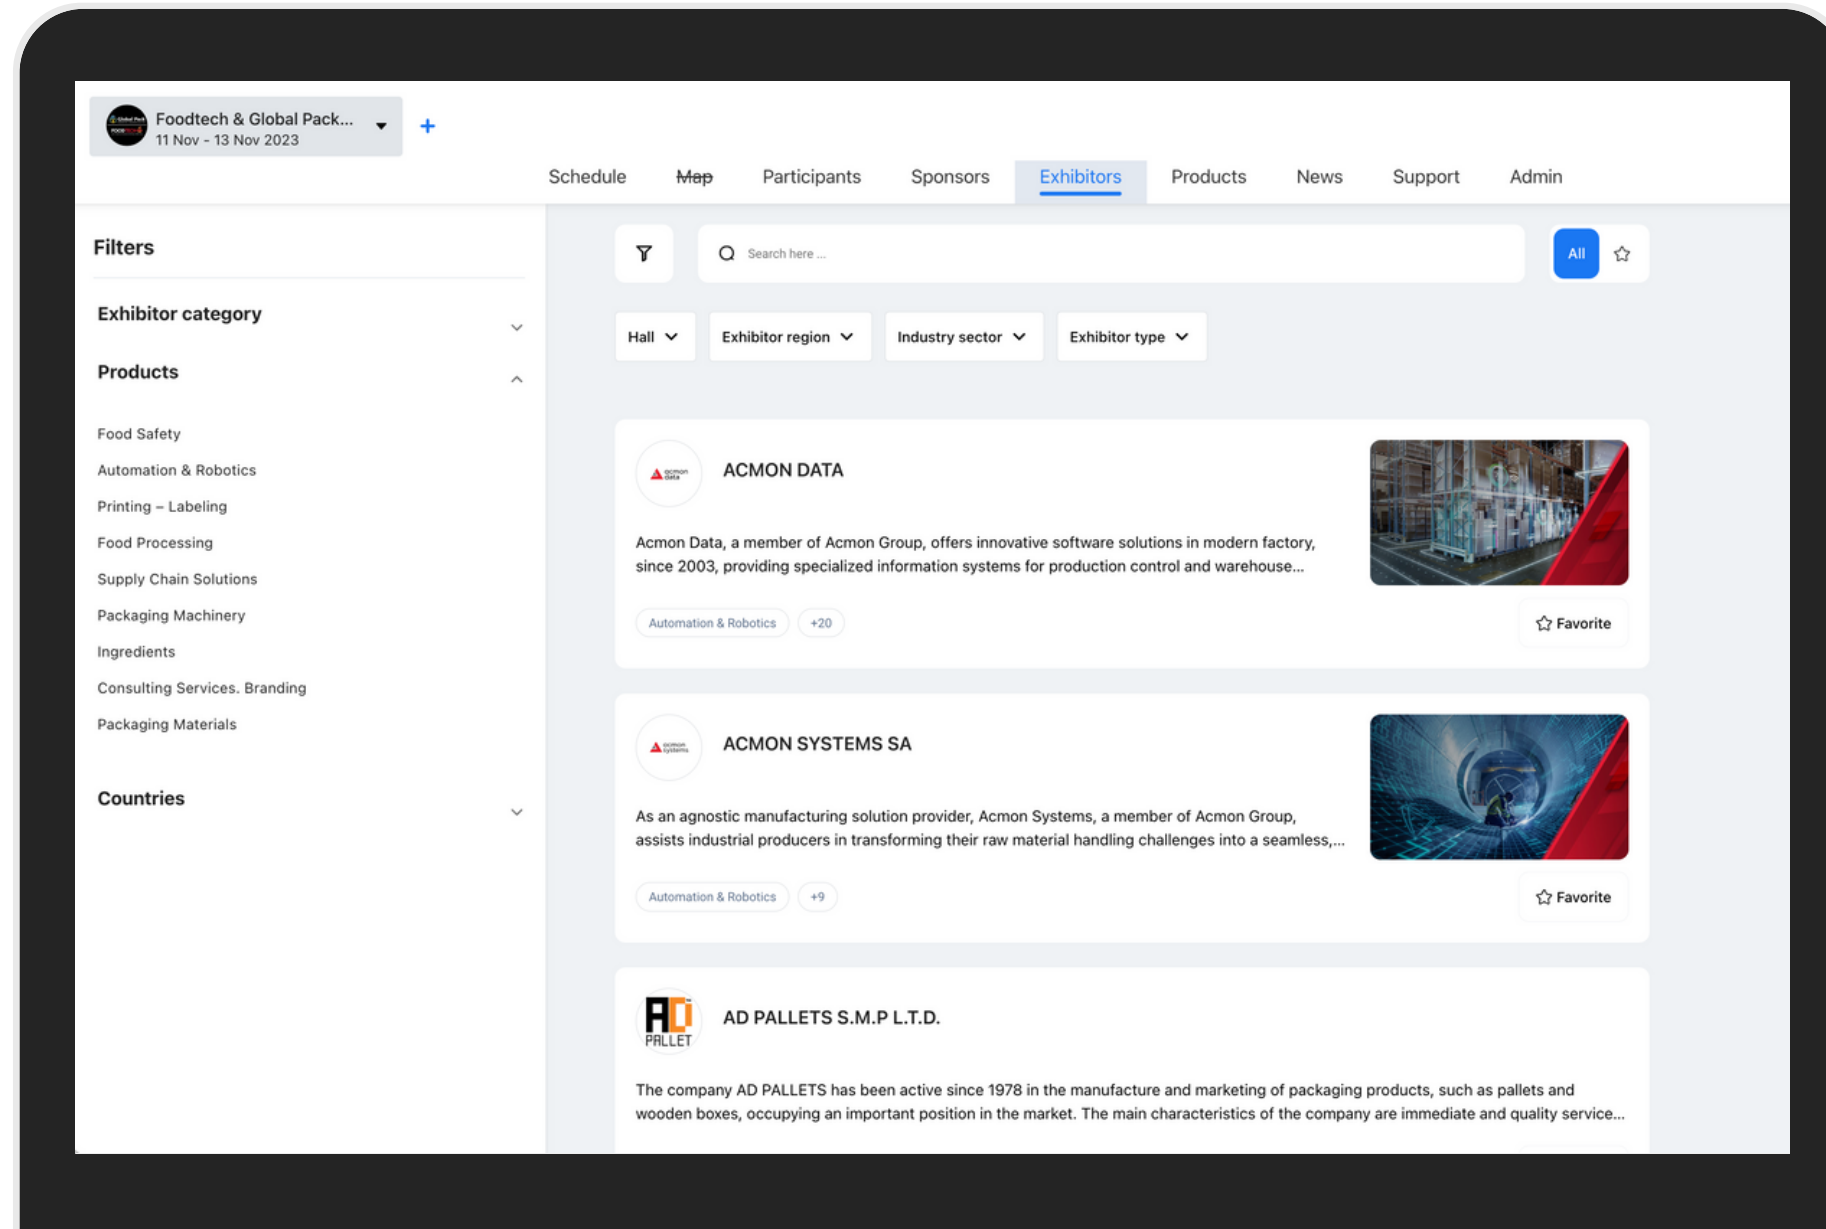 Foodtech & Global Pack...
11 Nov - 13 Nov 2023
Schedule Map Participants Sponsors Exhibitors Products News Support Admin
Filters
Exhibitor category
Products
Food Safety
Automation & Robotics
Printing – Labeling
Food Processing
Supply Chain Solutions
Packaging Machinery
Ingredients
Consulting Services. Branding
Packaging Materials
Countries
Search here ...
All
Hall Exhibitor region Industry sector Exhibitor type
acmon
data
ACMON DATA
Acmon Data, a member of Acmon Group, offers innovative software solutions in modern factory,
since 2003, providing specialized information systems for production control and warehouse...
Automation & Robotics +20
Favorite
acmon
systems
ACMON SYSTEMS SA
As an agnostic manufacturing solution provider, Acmon Systems, a member of Acmon Group,
assists industrial producers in transforming their raw material handling challenges into a seamless,...
Automation & Robotics +9
Favorite
AD
PALLET
AD PALLETS S.M.P L.T.D.
The company AD PALLETS has been active since 1978 in the manufacture and marketing of packaging products, such as pallets and
wooden boxes, occupying an important position in the market. The main characteristics of the company are immediate and quality service...